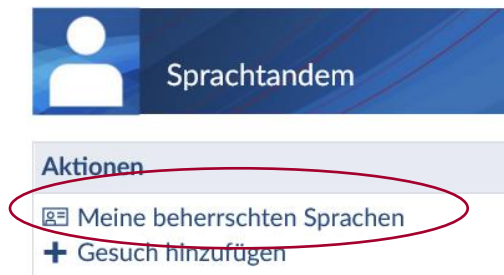 Sprachtandem
Aktionen
Meine beherrschten Sprachen
Gesuch hinzufügen